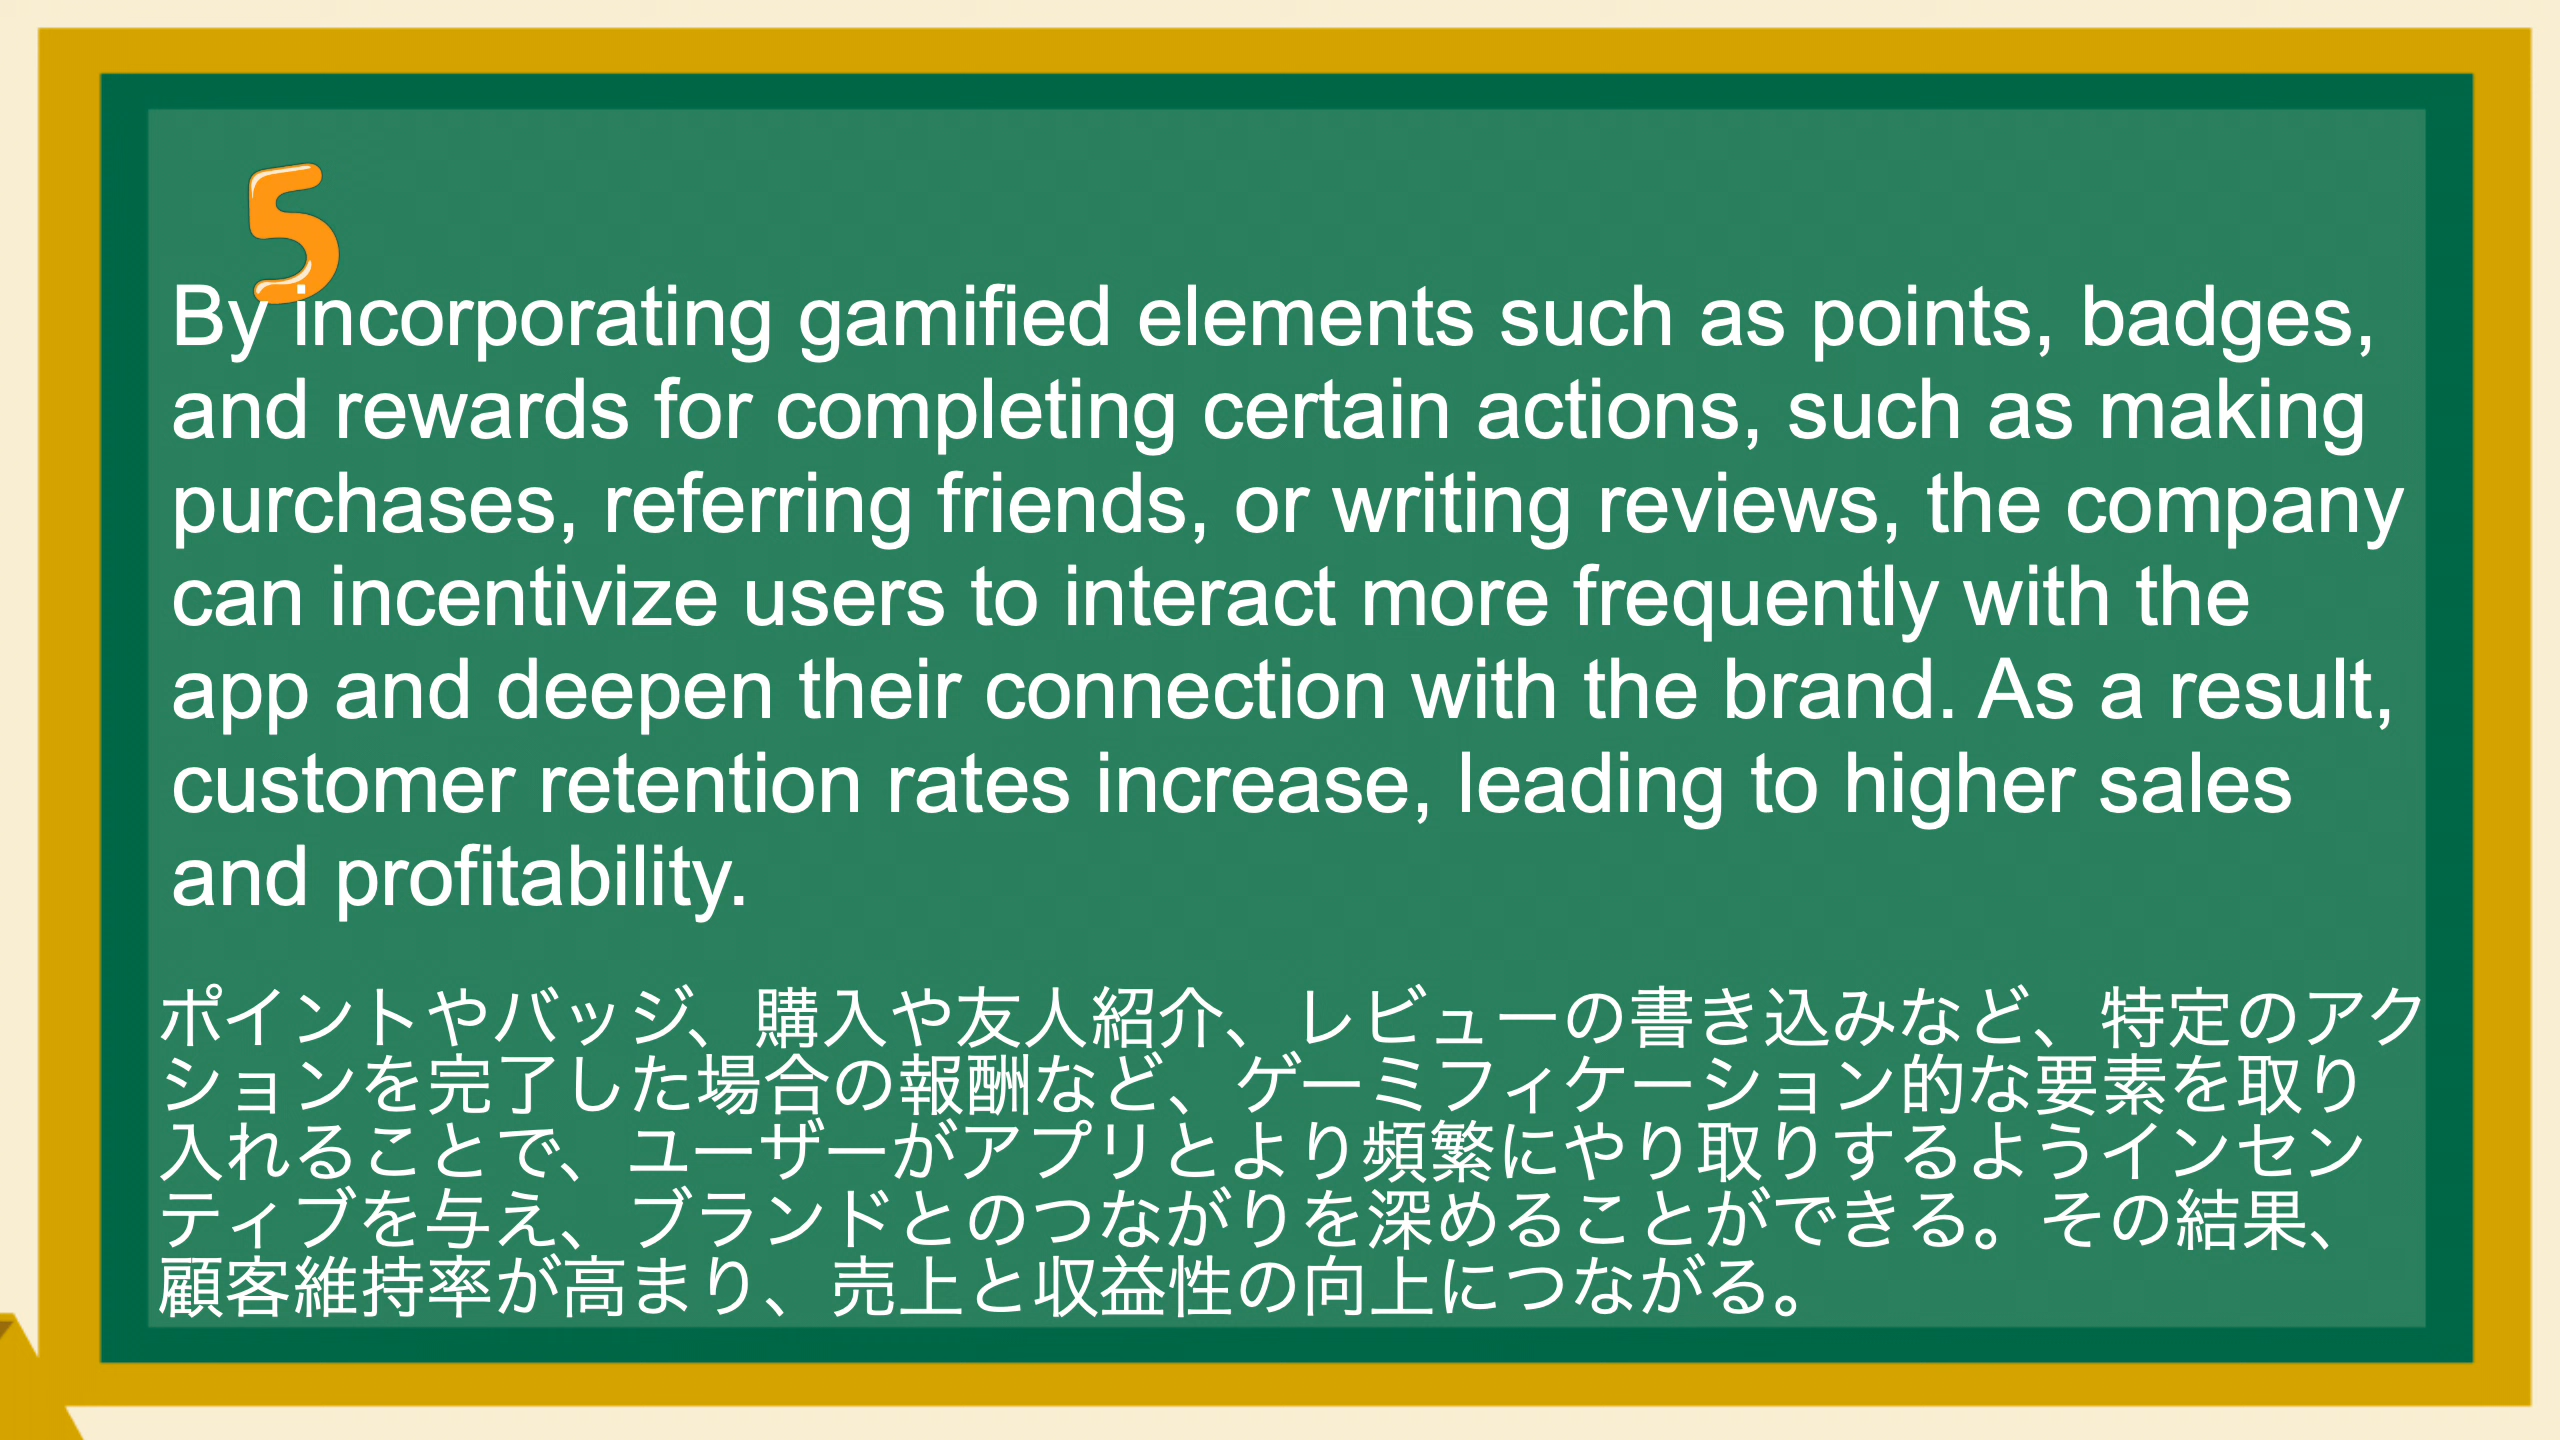 5
By incorporating gamified elements such as points, badges,
and rewards for completing certain actions, such as making
purchases, referring friends, or writing reviews, the company
can incentivize users to interact more frequently with the
app and deepen their connection with the brand. As a result,
customer retention rates increase, leading to higher sales
and profitability.
ポイントやバッジ、購入や友人紹介、レビューの書き込みなど、特定のアク
ションを完了した場合の報酬など、ゲーミフィケーション的な要素を取り
入れることで、ユーザーがアプリとより頻繁にやり取りするようインセン
ティブを与え、ブランドとのつながりを深めることができる。その結果、
顧客維持率が高まり、売上と収益性の向上につながる。